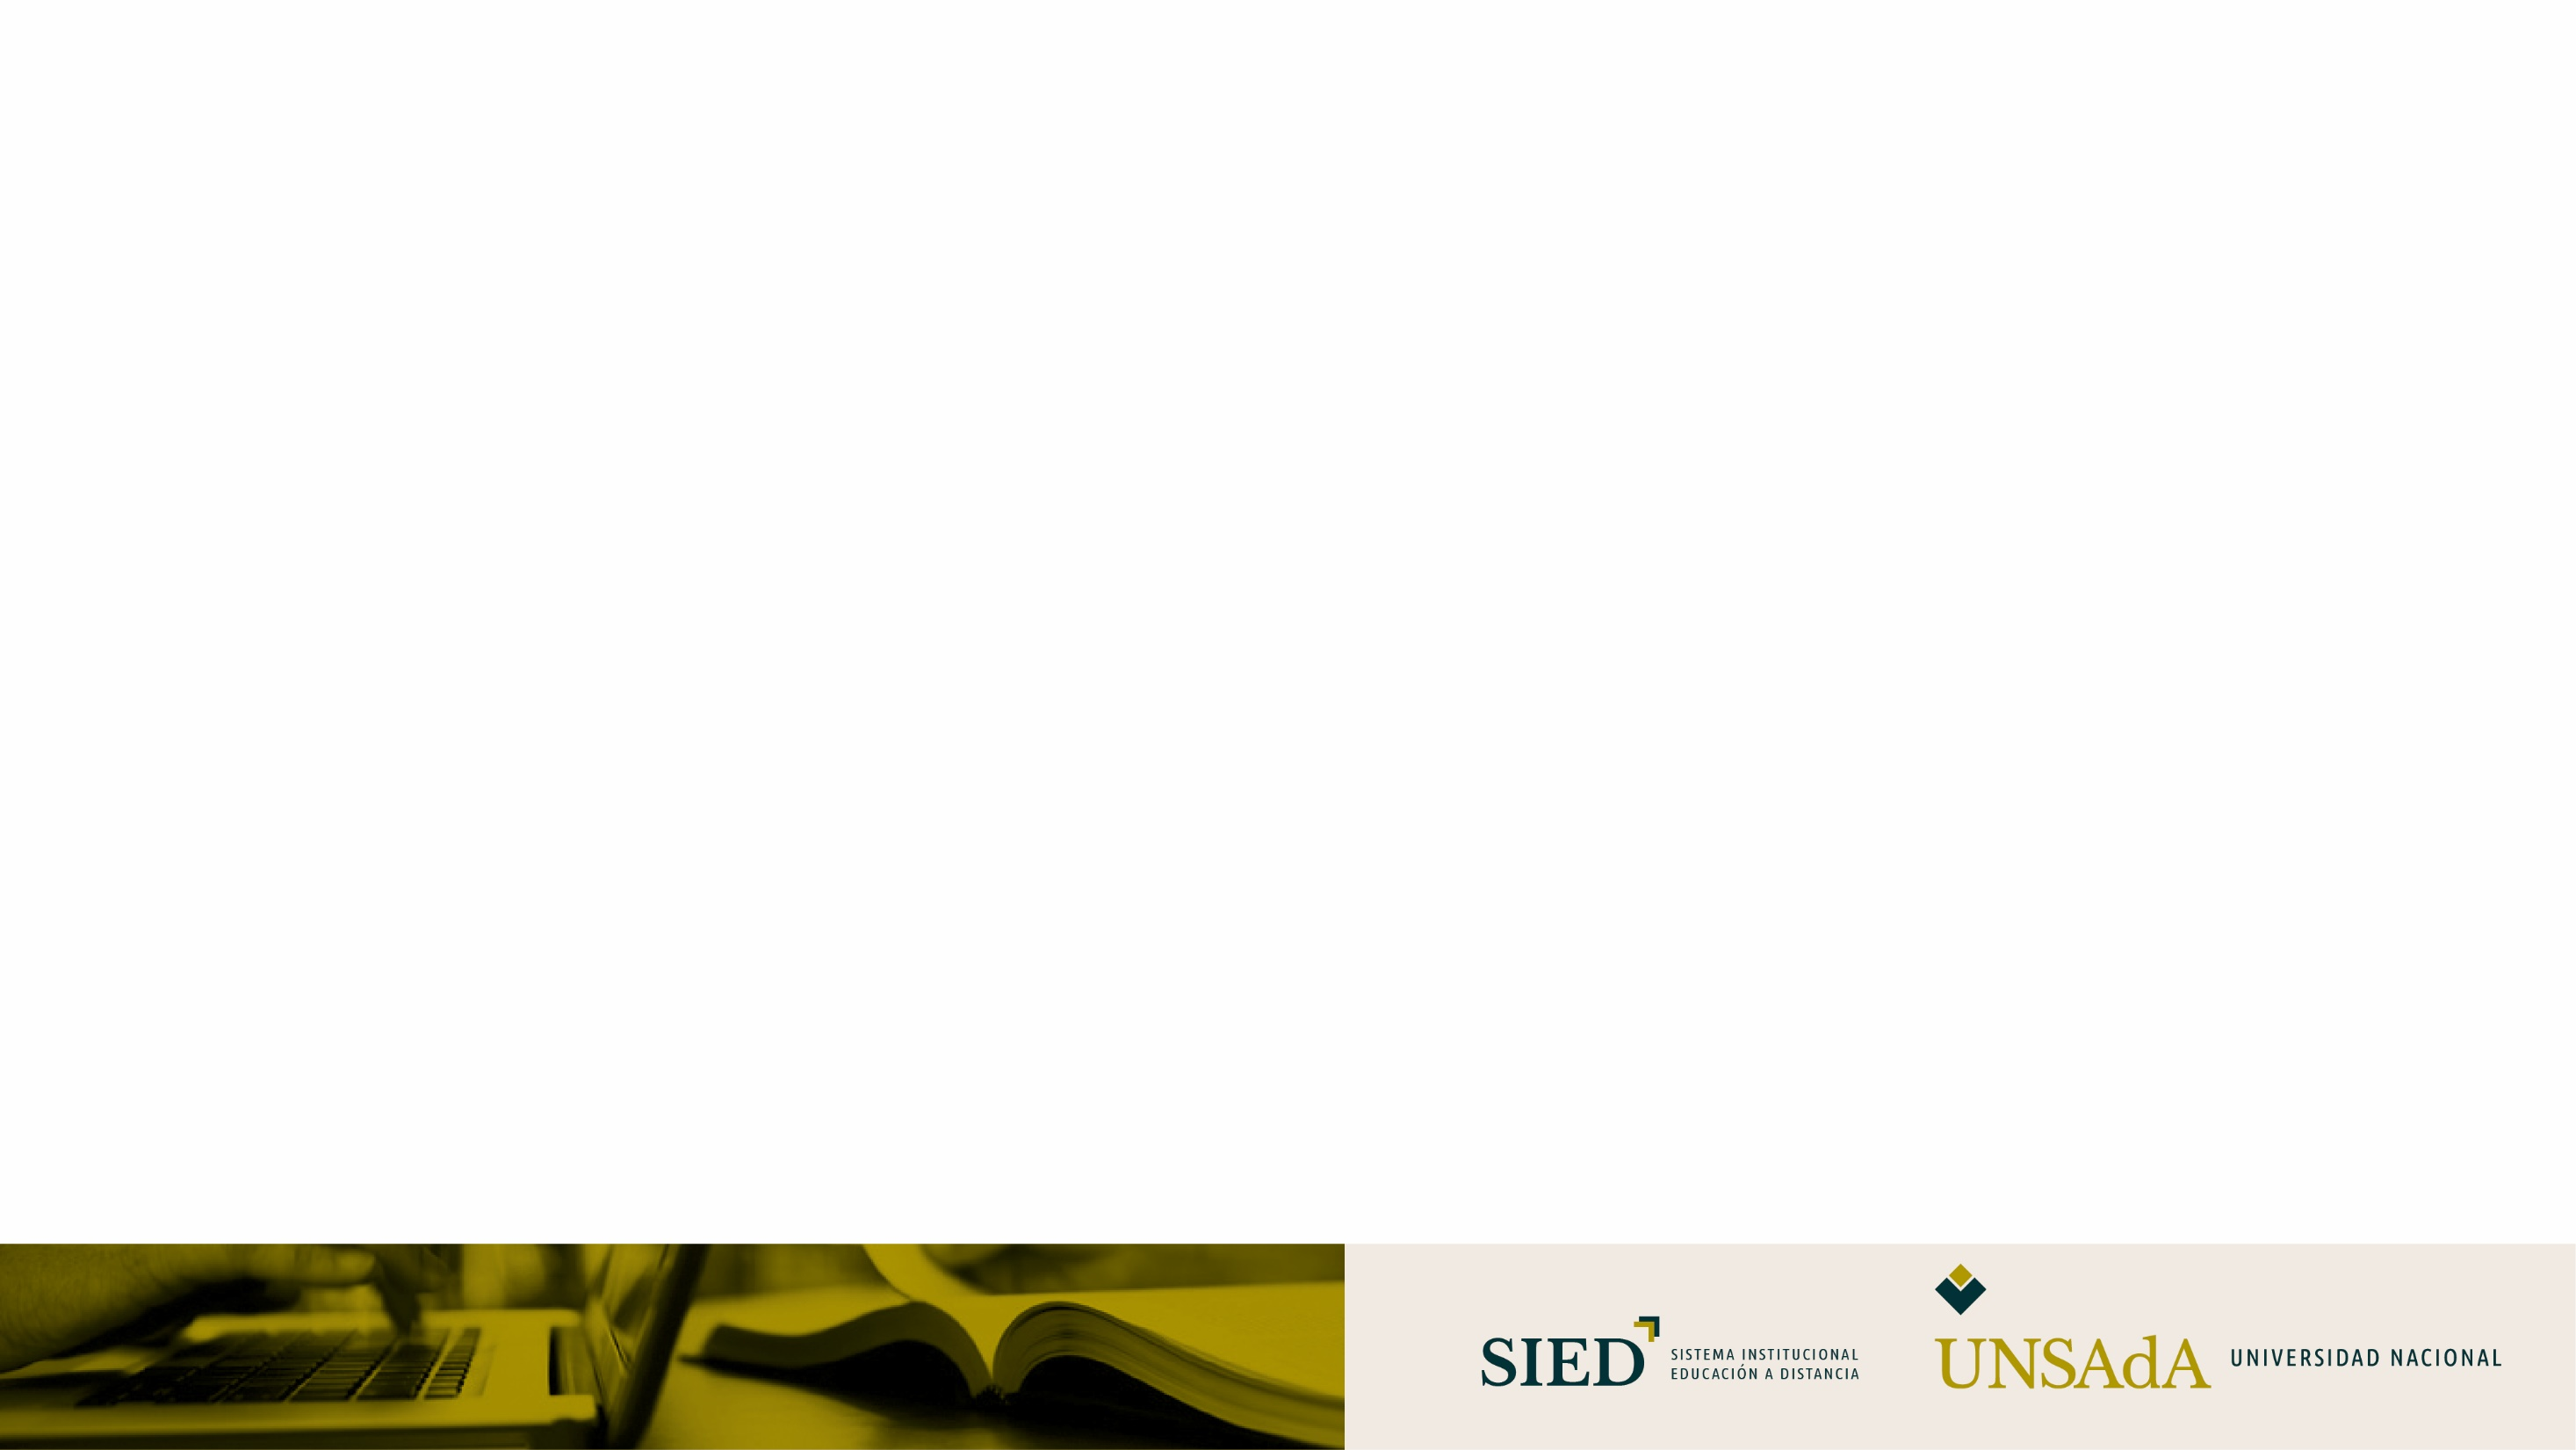 SIED
SISTEMA INSTITUCIONAL
EDUCACIÓN A DISTANCIA
UNSAdA UNIVERSIDAD NACIONAL